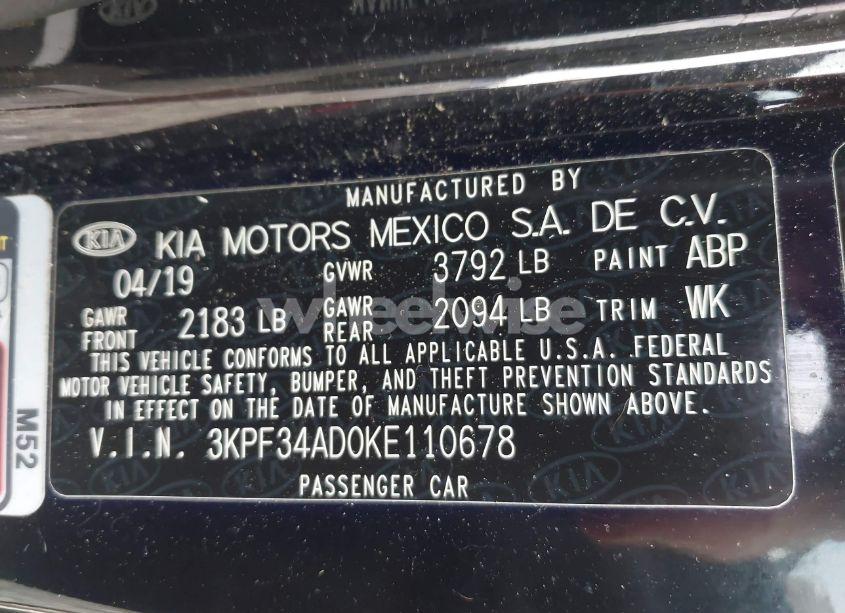 MANUFACTURED BY
KIA KIA MOTORS MEXICO S.A. DE C.V.
04/19 GVWR 3792 LB PAINT ABP
GAWR FRONT 2183 LB GAWR REAR 2094 LB TRIM WK
THIS VEHICLE CONFORMS TO ALL APPLICABLE U.S.A. FEDERAL
MOTOR VEHICLE SAFETY, BUMPER, AND THEFT PREVENTION STANDARDS
IN EFFECT ON THE DATE OF MANUFACTURE SHOWN ABOVE.
V.I.N. 3KPF34AD0KE110678
PASSENGER CAR
M52
wheelwise